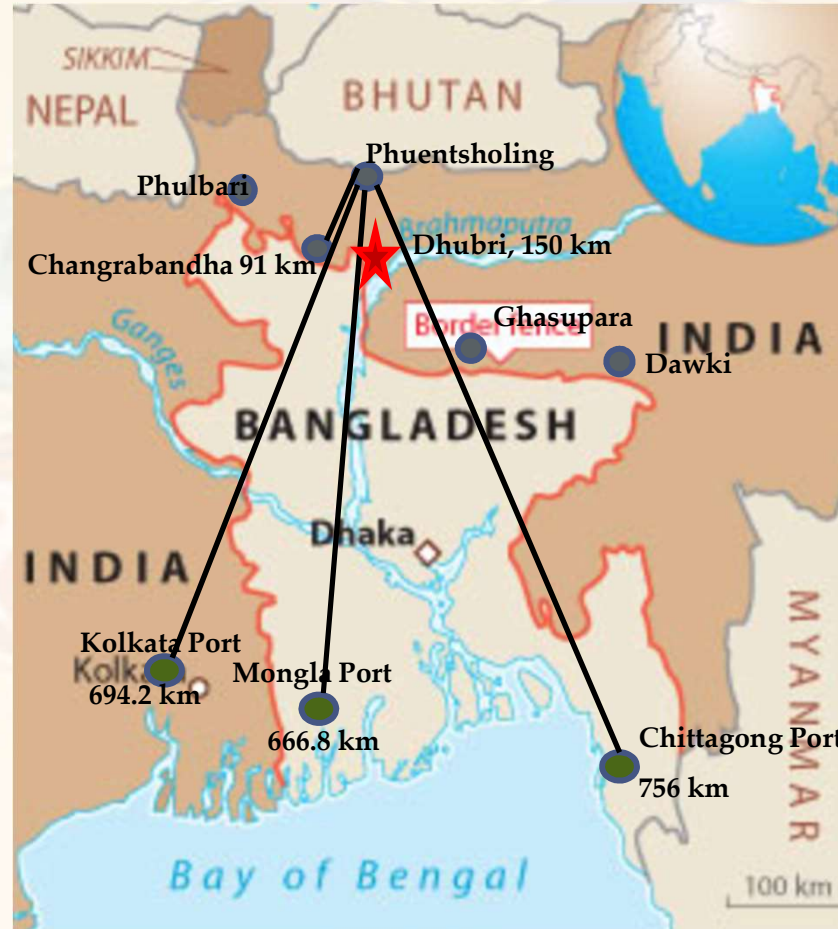 SIKKIM
NEPAL
BHUTAN
Phuentsholing
Phulbari
Brahmaputra
Dhubri, 150 km
Changrabandha 91 km
Ganges
Ghasupara
Border fence
INDIA
Dawki
BANGLADESH
Dhaka
INDIA
MYANMAR
Kolkata Port
Kolkata
694.2 km
Mongla Port
666.8 km
Chittagong Port
756 km
Bay of Bengal
100 km